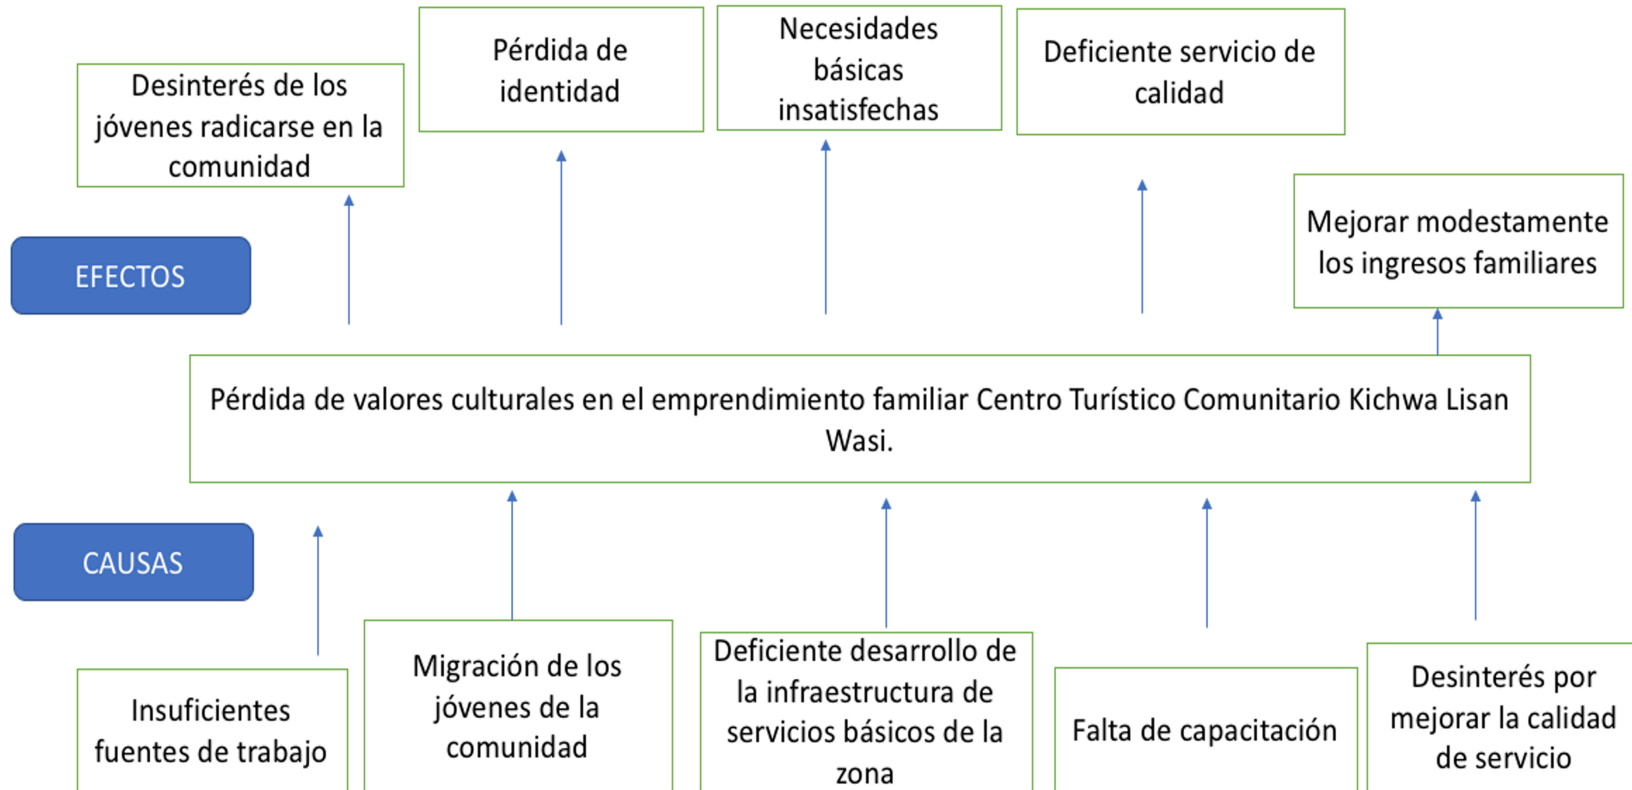 Desinterés de los
jóvenes radicarse en la
comunidad
Pérdida de
identidad
Necesidades
básicas
insatisfechas
Deficiente servicio de
calidad
Mejorar modestamente
los ingresos familiares
EFECTOS
Pérdida de valores culturales en el emprendimiento familiar Centro Turístico Comunitario Kichwa Lisan
Wasi.
CAUSAS
Insuficientes
fuentes de trabajo
Migración de los
jóvenes de la
comunidad
Deficiente desarrollo de
la infraestructura de
servicios básicos de la
zona
Falta de capacitación
Desinterés por
mejorar la calidad
de servicio